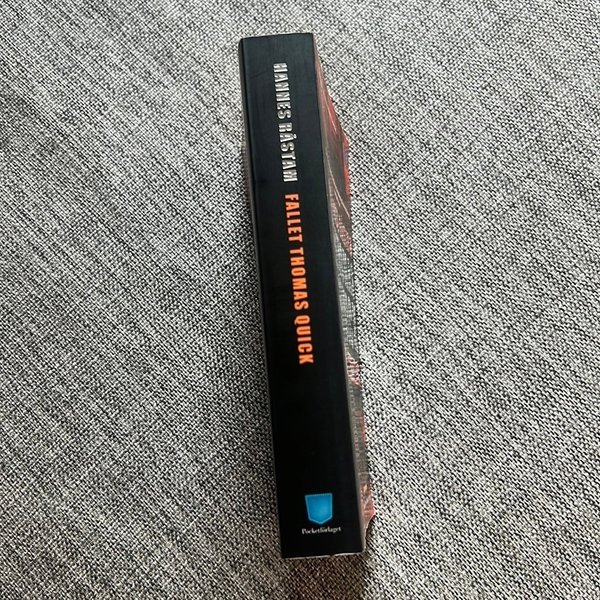 HANNES RÅSTAM FALLET THOMAS QUICK
Pocketförlaget